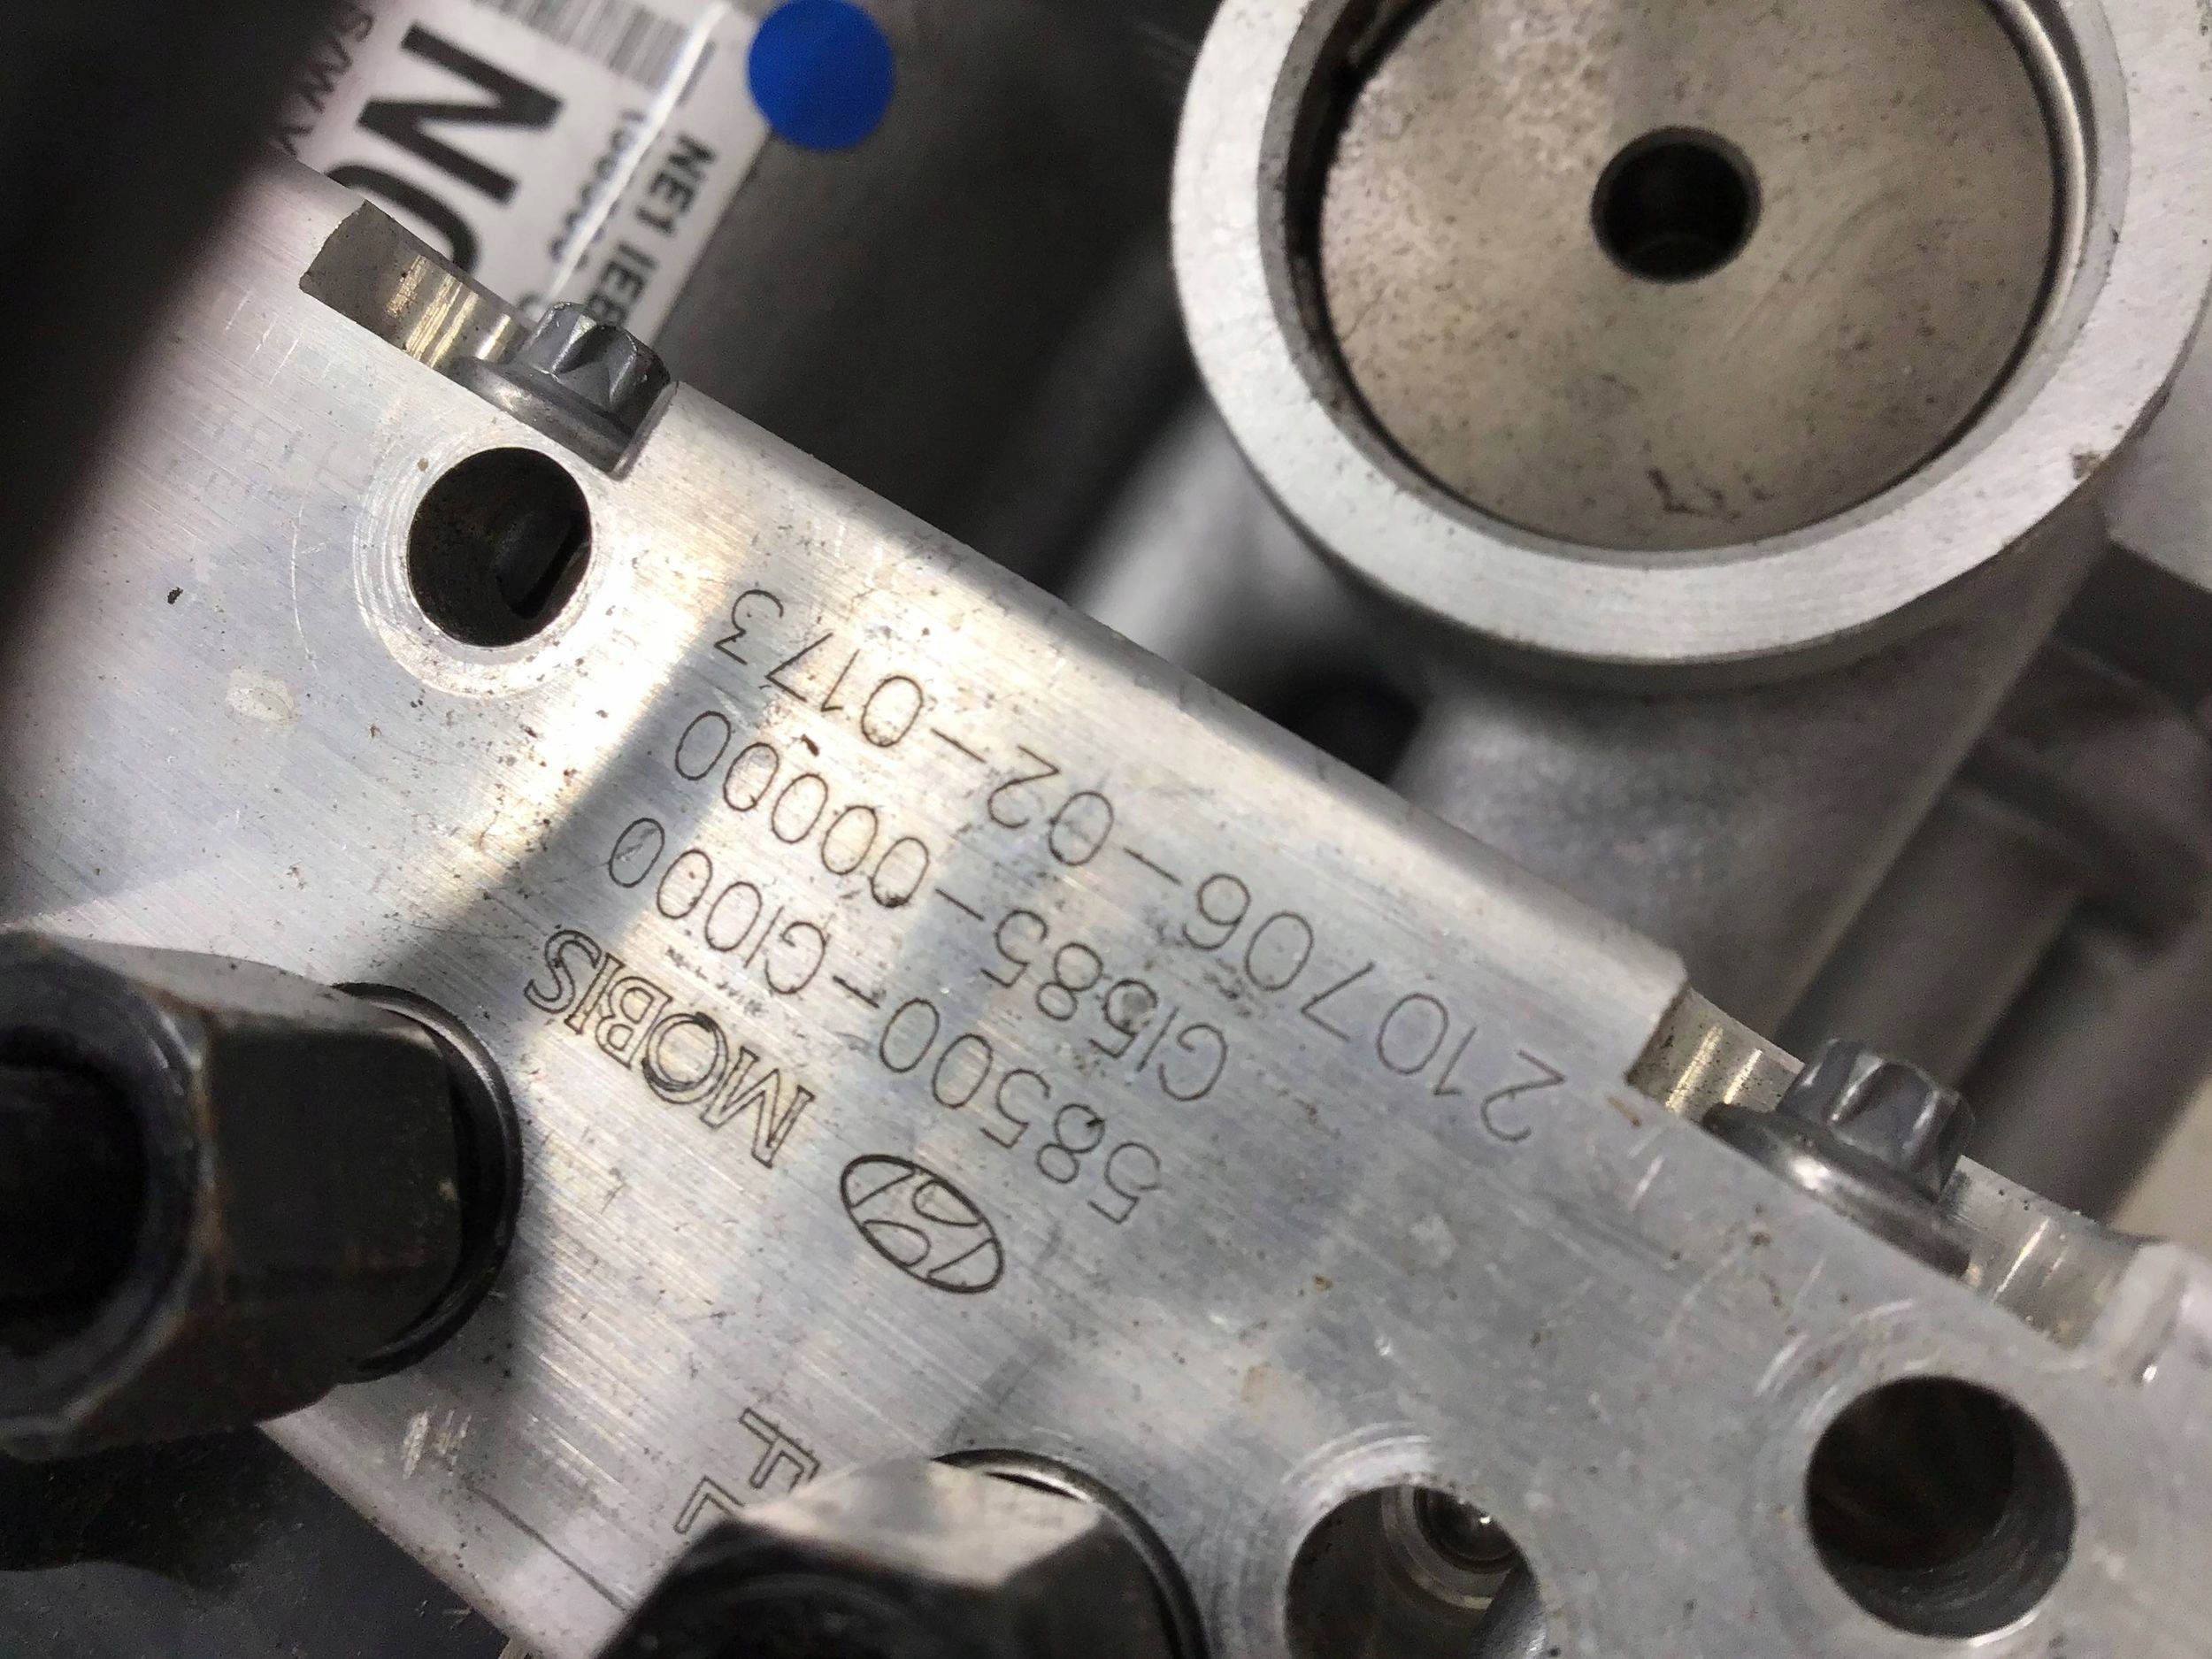 MOBIS
58500-GI000
GI585-00000
210706-02-0173
NE1 IEB